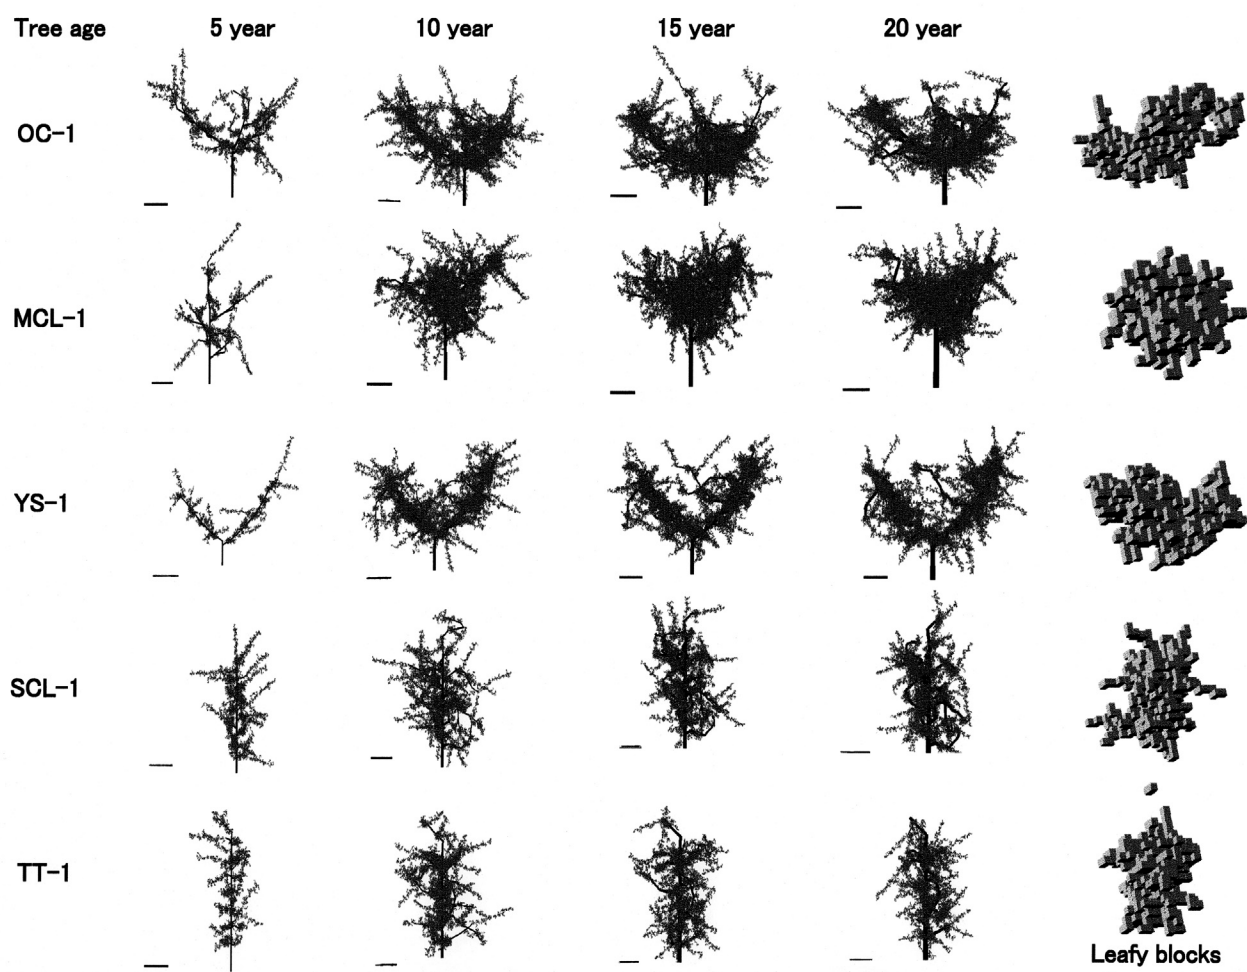 Tree age 5 year 10 year 15 year 20 year
OC-1
MCL-1
YS-1
SCL-1
TT-1
Leafy blocks